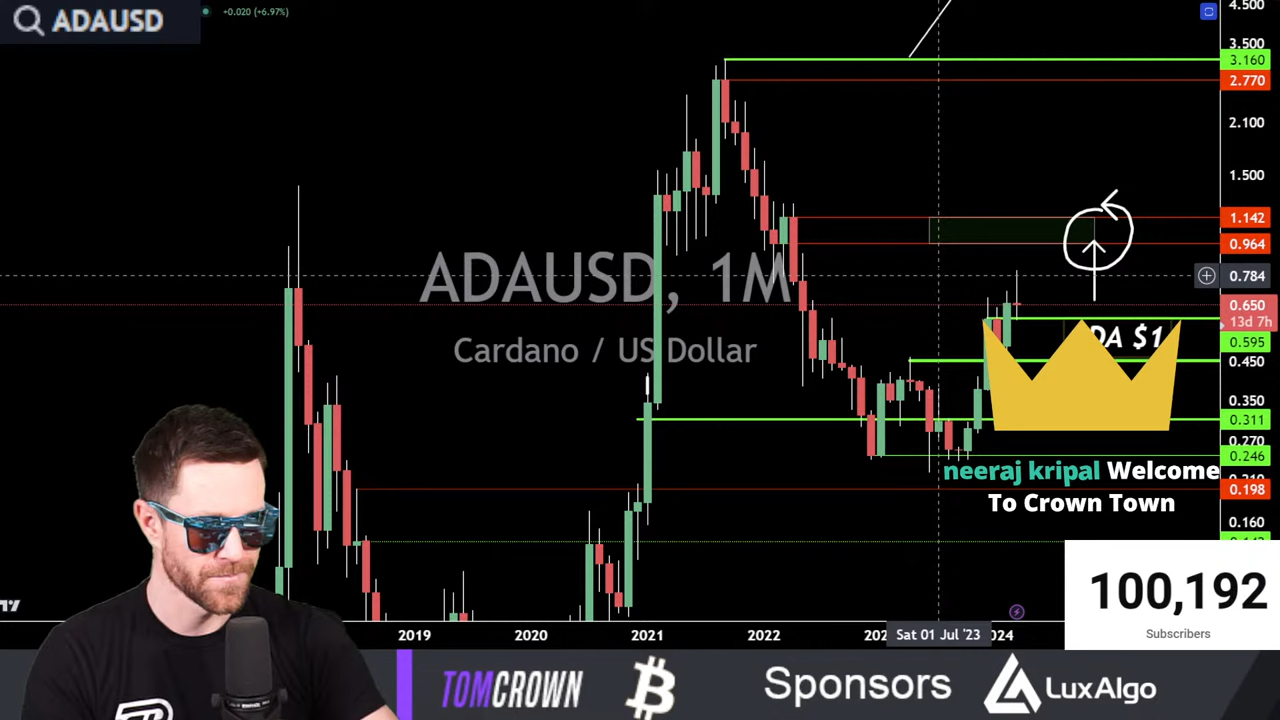 ADAUSD
+0.020 (+6.97%)
4.500
3.500
3.160
2.770
2.100
1.500
1.142
0.964
0.784
0.650
13d 7h
0.595
0.450
0.350
0.311
0.270
0.246
0.198
0.160
ADAUSD, 1M
Cardano / US Dollar
DA $1
neeraj kripal Welcome
To Crown Town
2019
2020
2021
2022
Sat 01 Jul '23
100,192
Subscribers
TOMCROWN
Sponsors
LuxAlgo